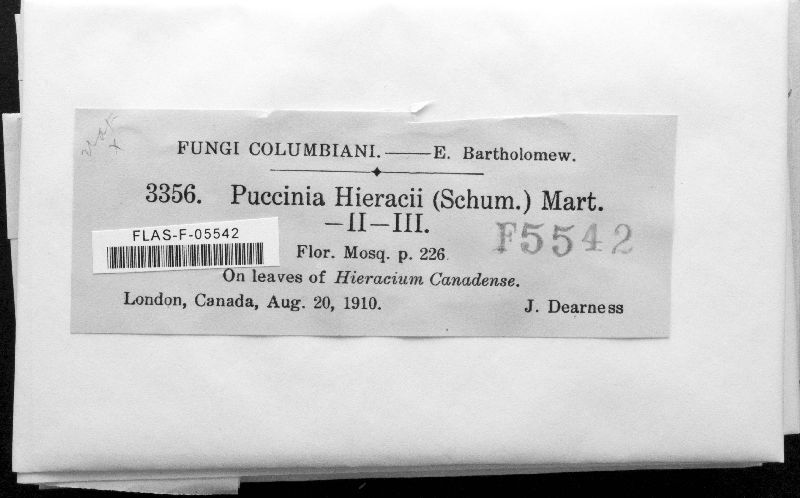 FUNGI COLUMBIANI.——E. Bartholomew.
3356. Puccinia Hieracii (Schum.) Mart.
—II—III.
F5542
FLAS-F-05542
Flor. Mosq. p. 226
On leaves of Hieracium Canadense.
London, Canada, Aug. 20, 1910.
J. Dearness